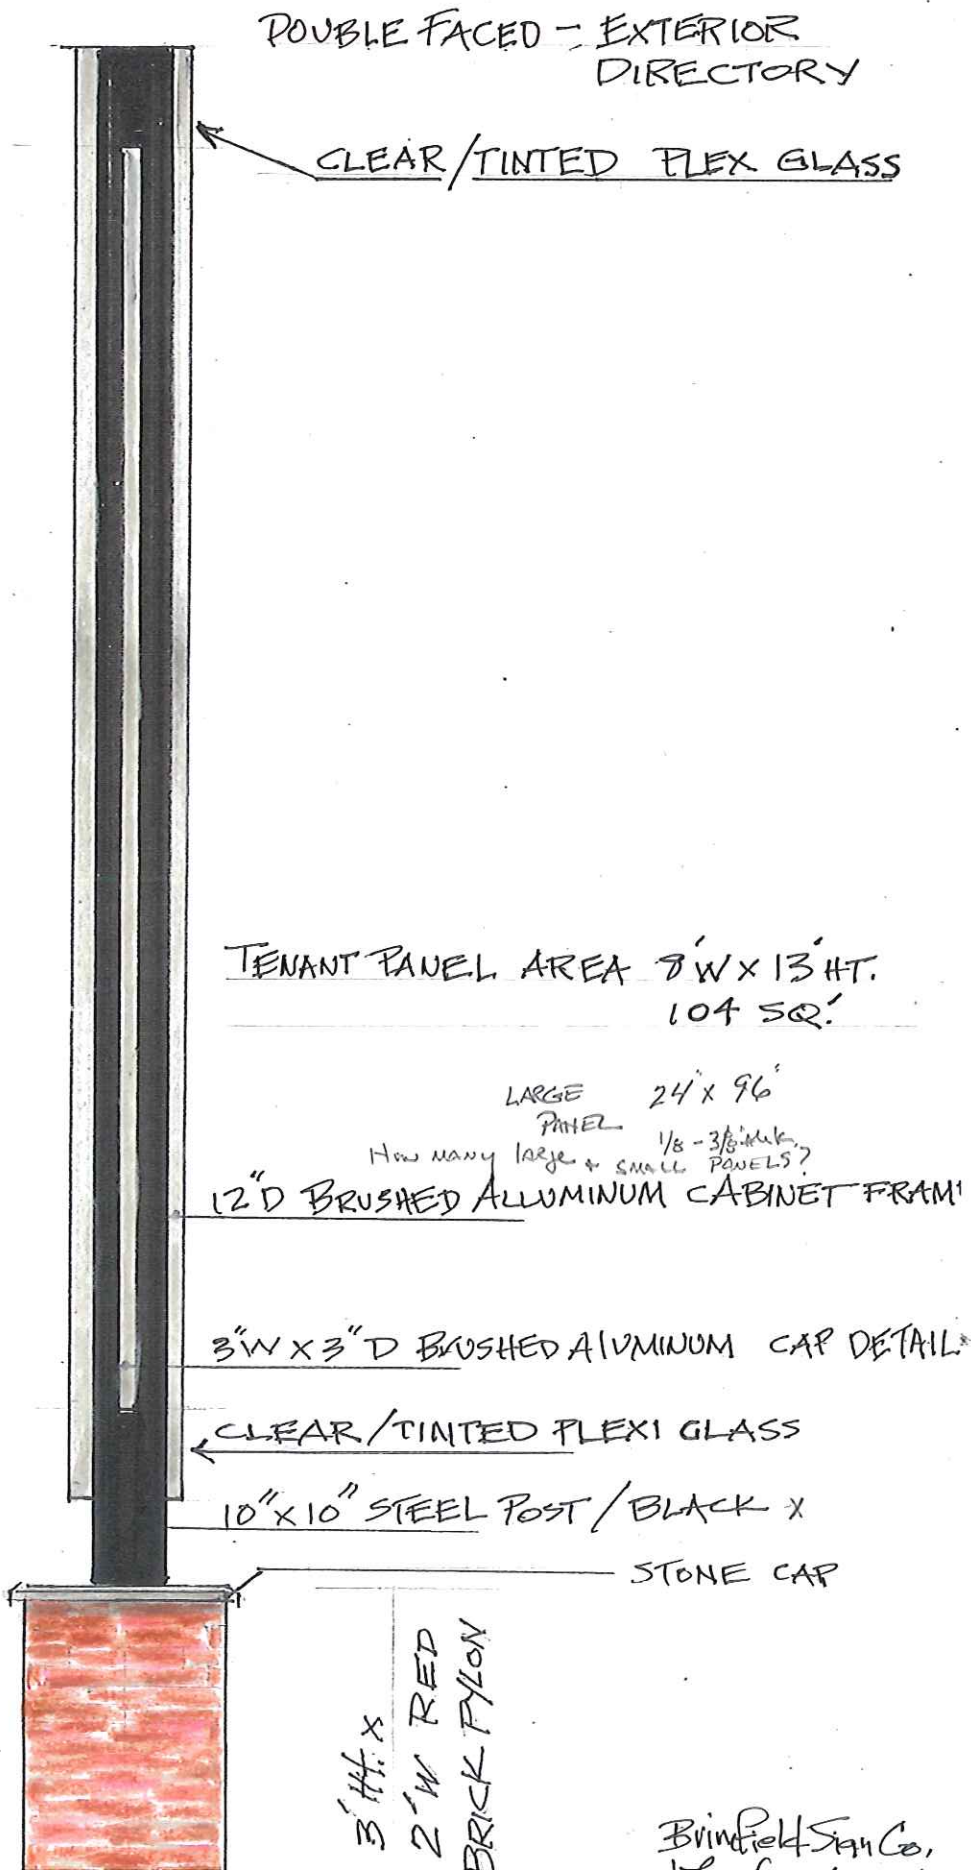 DOUBLE FACED - EXTERIOR
DIRECTORY
CLEAR/TINTED PLEX GLASS
TENANT PANEL AREA 8'W X 13'HT.
104 SQ.'
LARGE 24" X 96"
PANEL
1/8 - 3/8"
How many large + SMALL PANELS?
12"D BRUSHED ALLUMINUM CABINET FRAM
3"W X 3"D BRUSHED ALUMINUM CAP DETAIL
CLEAR/TINTED PLEXI GLASS
10"X10" STEEL POST/BLACK X
STONE CAP
3' Ht. X
2' W RED
BRICK PYLON
Brinfield Sign Co.